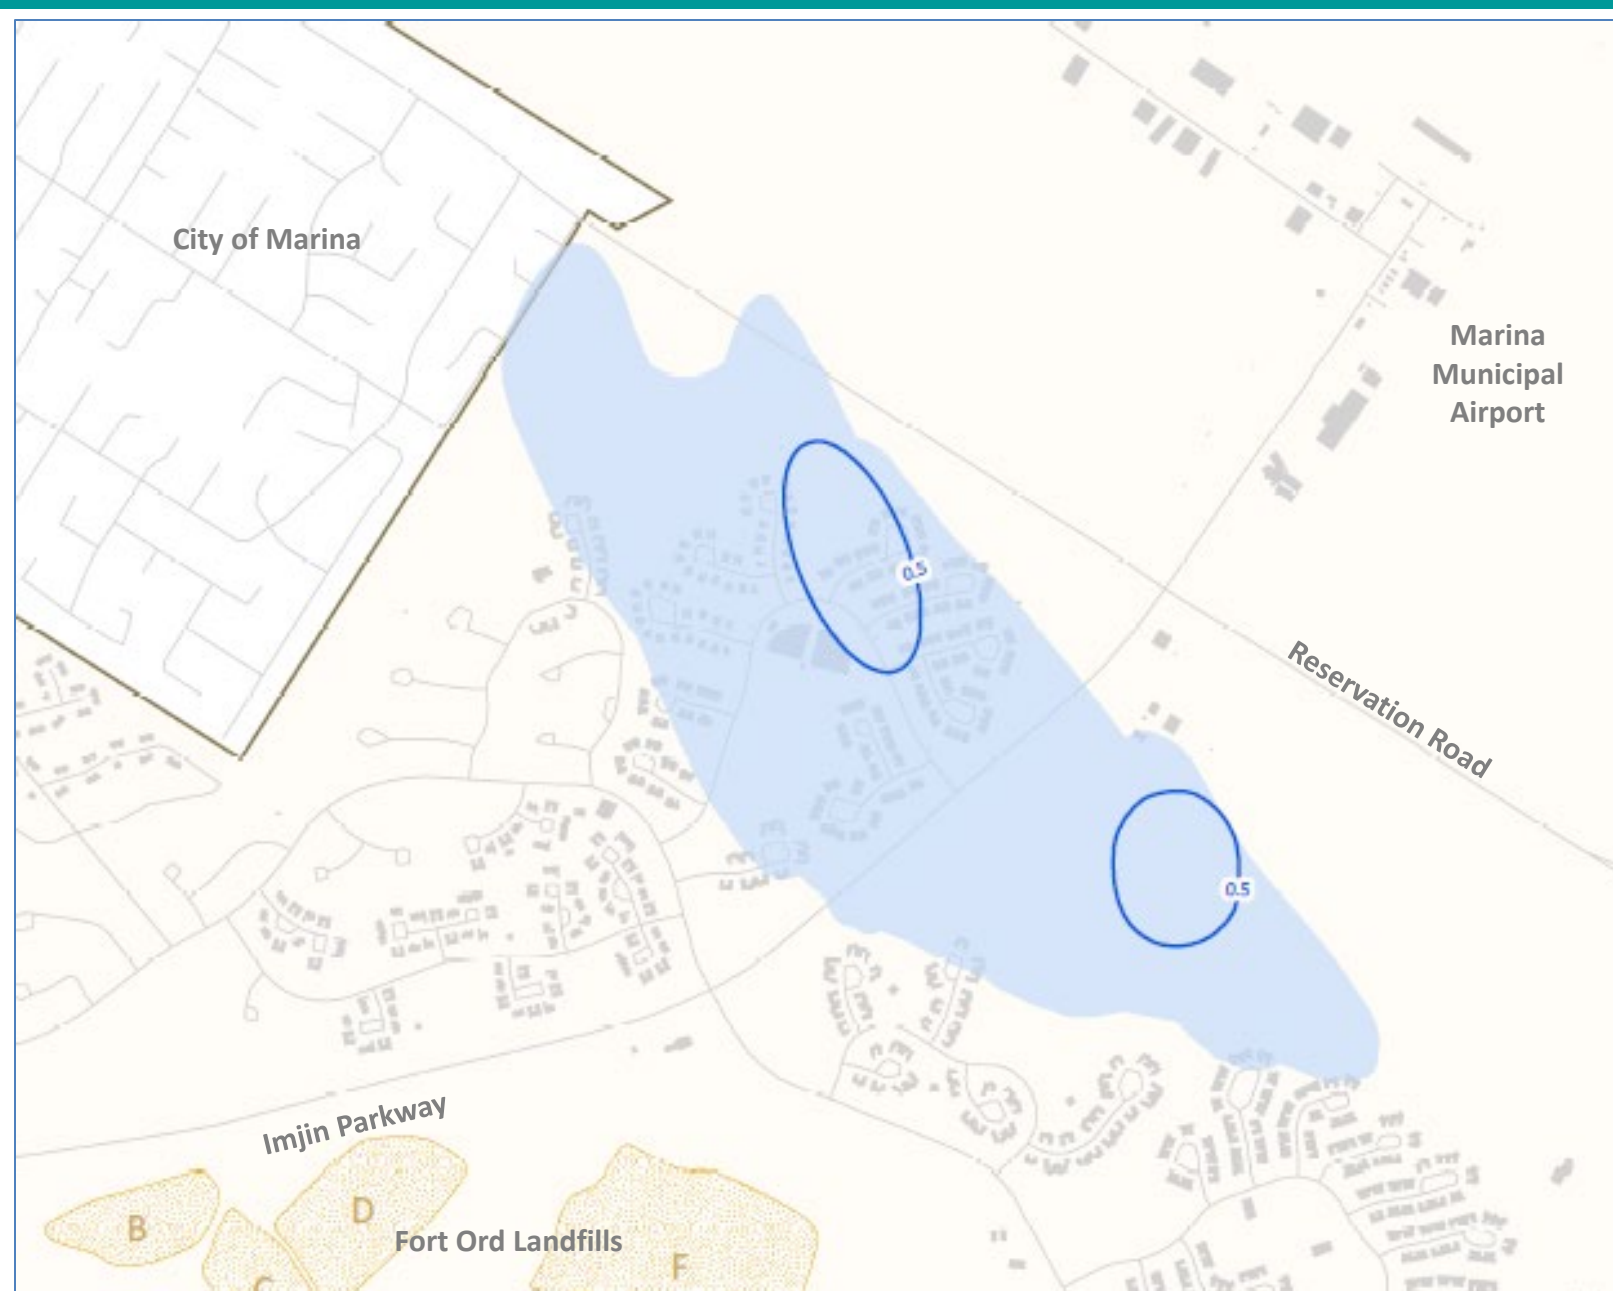 City of Marina
Marina
Municipal
Airport
0.5
Reservation Road
0.5
Imjin Parkway
B
D
Fort Ord Landfills
F
C